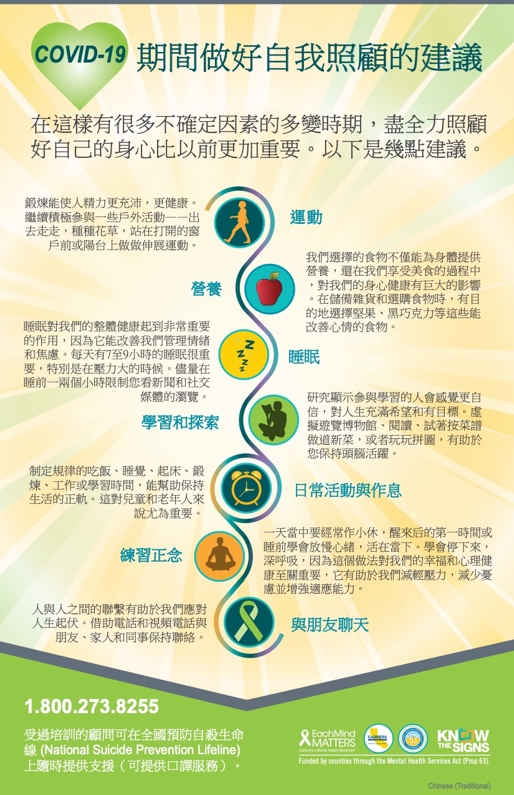 COVID-19 期間做好自我照顧的建議
在這樣有很多不確定因素的多變時期，盡全力照顧
好自己的身心比以前更加重要。以下是幾點建議。
鍛煉能使人精力更充沛，更健康。
繼續積極參與一些戶外活動——出
去走走，種種花草，站在打開的窗
戶前或陽台上做做伸展運動。
運動
營養
我們選擇的食物不僅能為身體提供
營養，還在我們享受美食的過程中
，對我們的身心健康有巨大的影響
。在儲備雜貨和選購食物時，有目
的地選擇堅果、黑巧克力等這些能
改善心情的食物。
睡眠對我們的整體健康起到非常重要
的作用，因為它能改善我們管理情緒
和焦慮。每天有7至9小時的睡眠很重
要，特別是在壓力大的時候。儘量在
睡前一兩個小時限制您看新聞和社交
媒體的瀏覽。
睡眠
學習和探索
研究顯示參與學習的人會感覺更自
信，對人生充滿希望和有目標。虛
擬遊覽博物館、閱讀、試著按菜譜
做道新菜，或者玩玩拼圖，有助於
您保持頭腦活躍。
制定規律的吃飯、睡覺、起床、鍛
煉、工作或學習時間，能幫助保持
生活的正軌。這對兒童和老年人來
說尤為重要。
日常活動與作息
練習正念
一天當中要經常作小休，醒來后的第一時間或
睡前學會放慢心緒，活在當下。學會停下來，
深呼吸，因為這個做法對我們的幸福和心理健
康至關重要，它有助於我們減輕壓力，減少憂
慮並增強適應能力。
人與人之間的聯繫有助於我們應對
人生起伏。借助電話和視頻電話與
朋友、家人和同事保持聯絡。
與朋友聊天
1.800.273.8255
受過培訓的顧問可在全國預防自殺生命
線 (National Suicide Prevention Lifeline)
上隨時提供支援（可提供口譯服務）。
EachMind
MATTERS
California's Mental Health Movement
KNOW
THE SIGNS
Funded by counties through the Mental Health Services Act (Prop 63).
Chinese (Traditional)